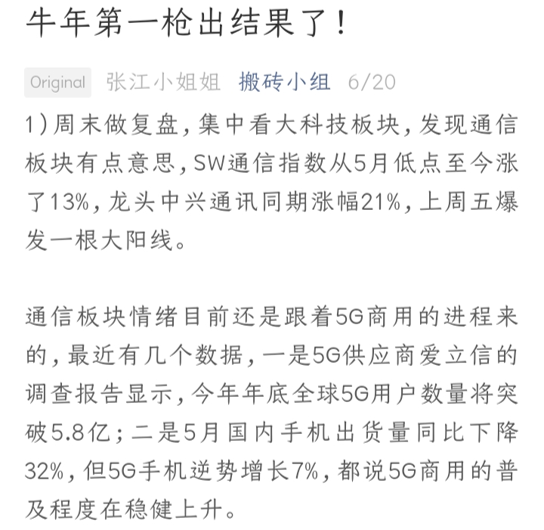 牛年第一枪出结果了!
Original 张江小姐姐 搬砖小组 6/20
1)周末做复盘,集中看大科技板块,发现通信
板块有点意思,SW通信指数从5月低点至今涨
了13%,龙头中兴通讯同期涨幅21%,上周五爆
发一根大阳线。
通信板块情绪目前还是跟着5G商用的进程来
的,最近有几个数据,一是5G供应商爱立信的
调查报告显示,今年年底全球5G用户数量将突
破5.8亿;二是5月国内手机出货量同比下降
32%,但5G手机逆势增长7%,都说5G商用的普
及程度在稳健上升。